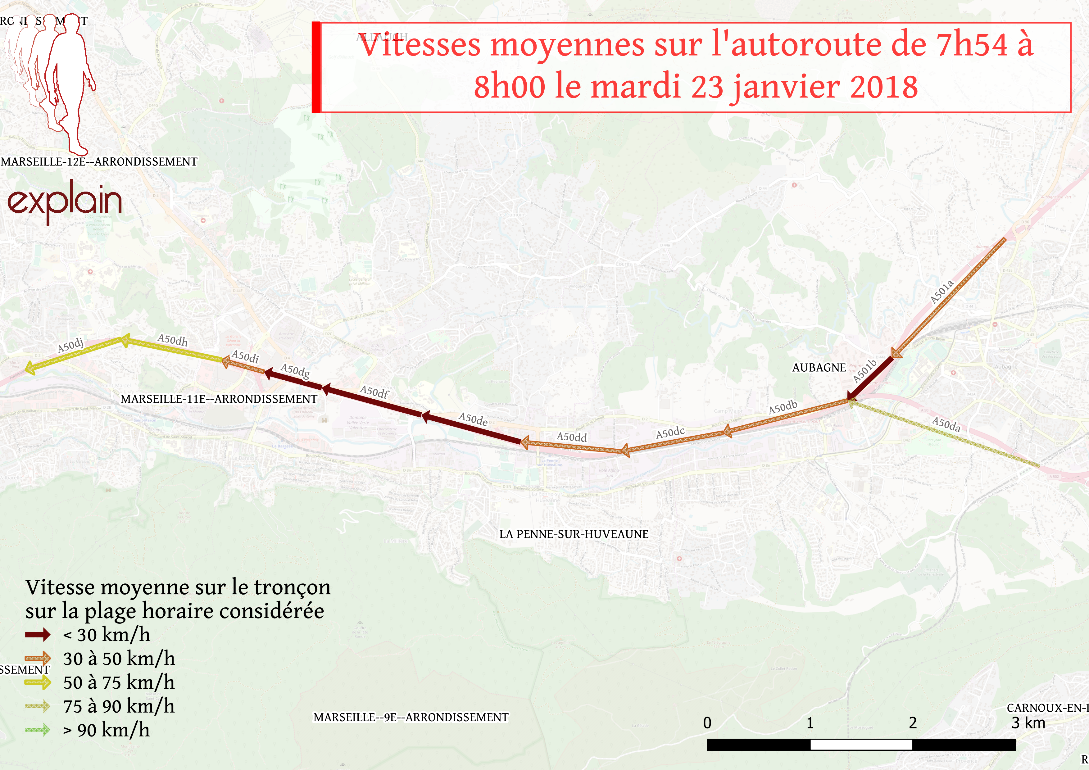 Vitesses moyennes sur l'autoroute de 7h54 à
8h00 le mardi 23 janvier 2018
MARSEILLE-12E--ARRONDISSEMENT
explain
A501a
A50dj
A50dh
A50di
A50dg
A50df
A50de
A50dd
A50dc
A50db
A501b
A50da
AUBAGNE
MARSEILLE-11E--ARRONDISSEMENT
LA PENNE-SUR-HUVEAUNE
Vitesse moyenne sur le tronçon
sur la plage horaire considérée
< 30 km/h
30 à 50 km/h
SSEMENT
50 à 75 km/h
75 à 90 km/h
> 90 km/h
MARSEILLE--9E--ARRONDISSEMENT
CARNOUX-EN-
0 1 2 3 km